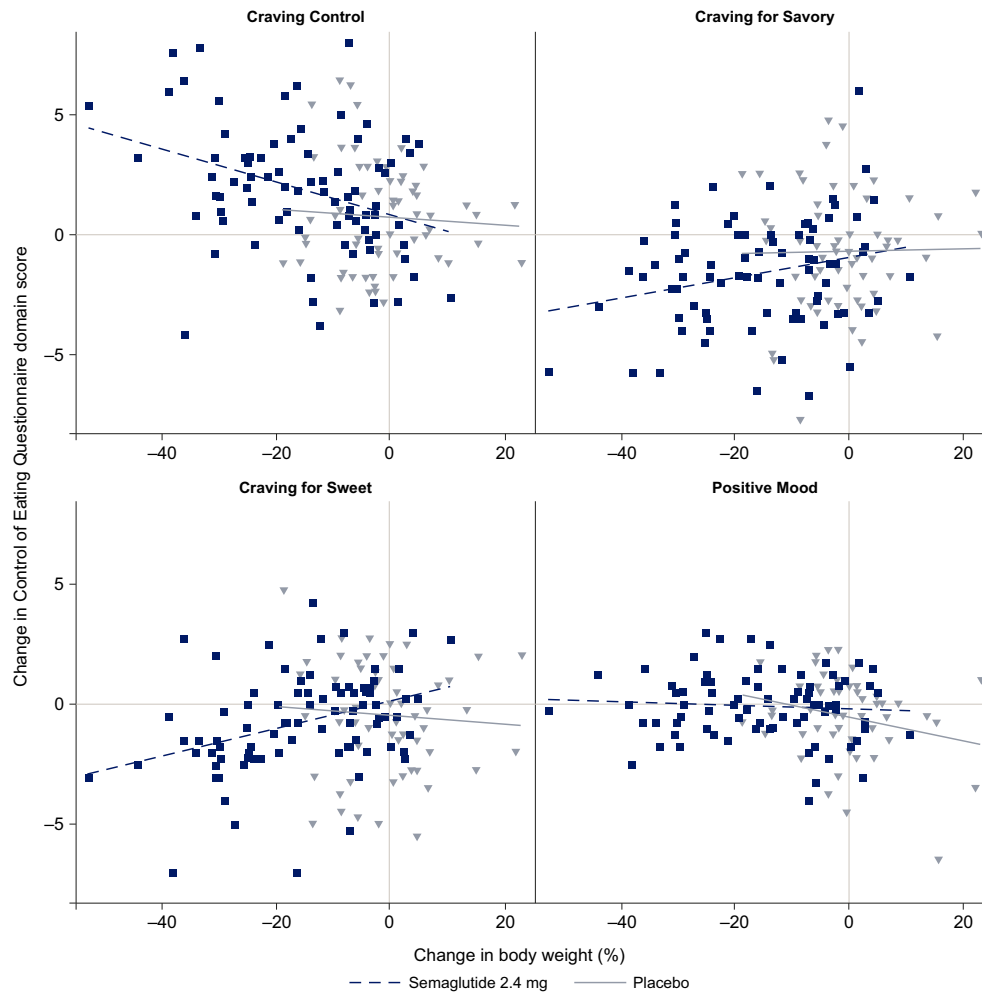 Craving Control
Craving for Savory
5
0
–5
–40 –20 0 20
–40 –20 0 20
Change in Control of Eating Questionnaire domain score
Craving for Sweet
Positive Mood
5
0
–5
–40 –20 0 20
–40 –20 0 20
Change in body weight (%)
Semaglutide 2.4 mg
Placebo